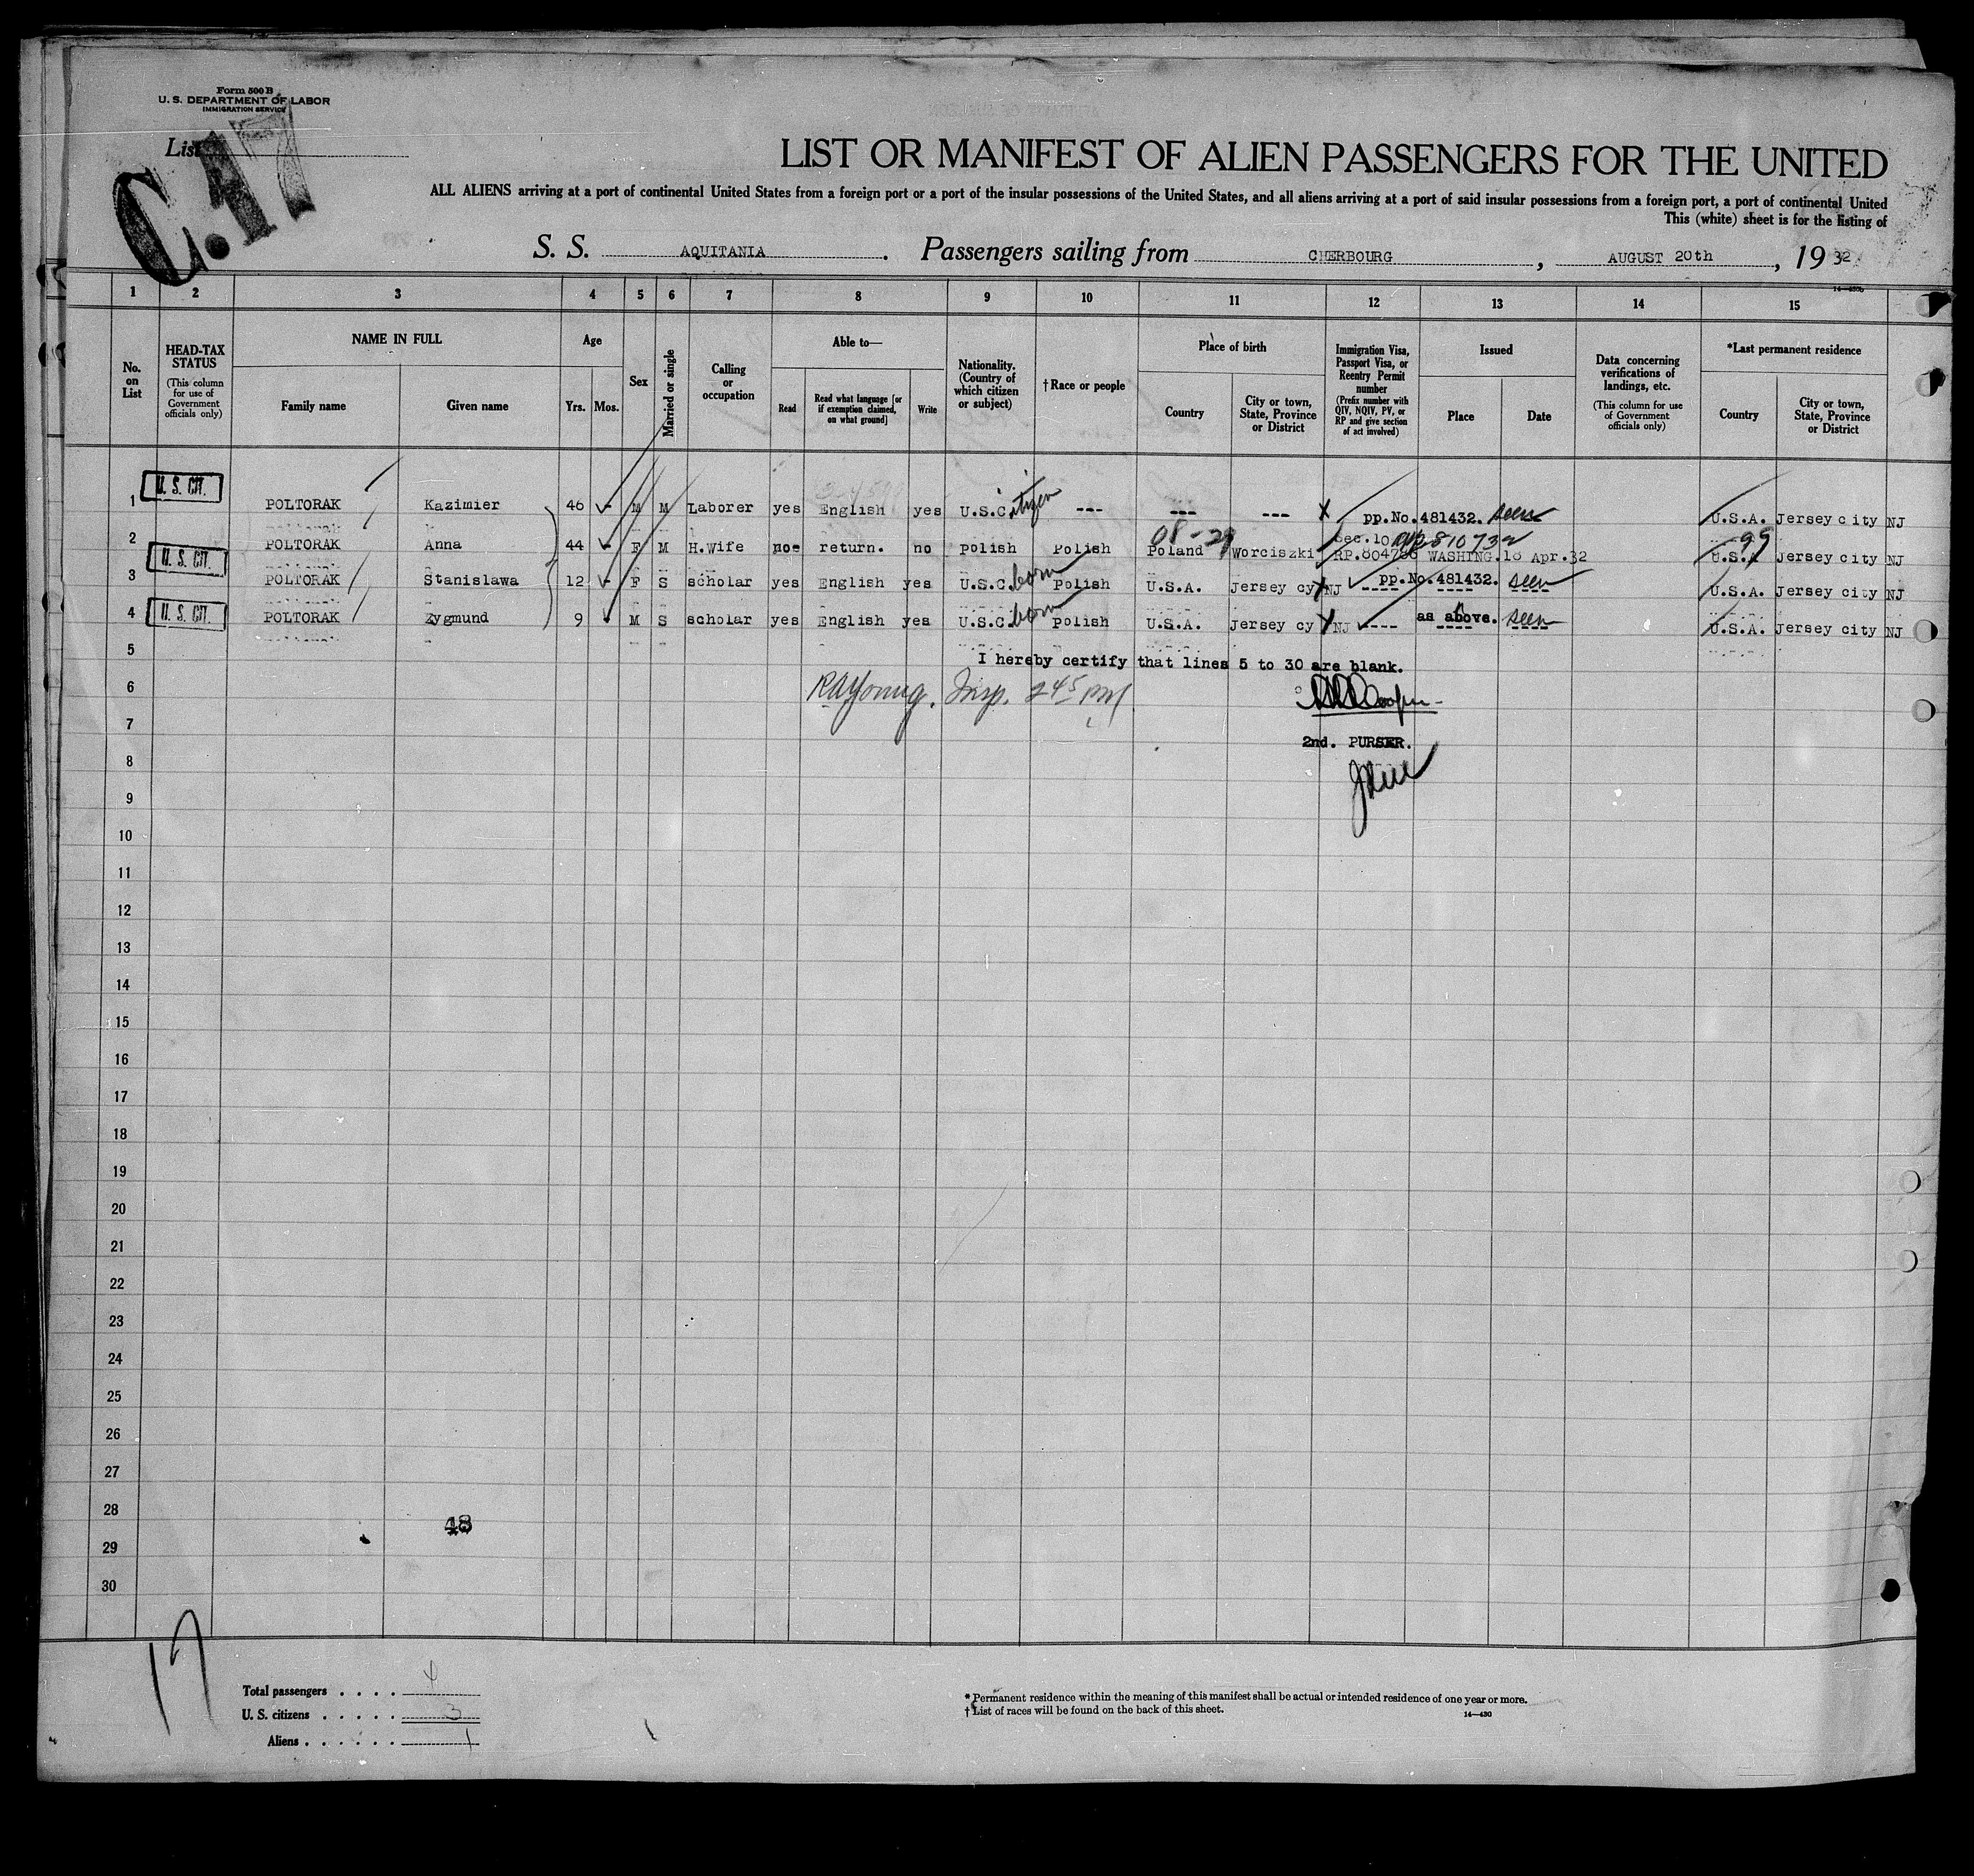 Form 500 B
U. S. DEPARTMENT OF LABOR
IMMIGRATION SERVICE
List
C.17
LIST OR MANIFEST OF ALIEN PASSENGERS FOR THE UNITED
ALL ALIENS arriving at a port of continental United States from a foreign port or a port of the insular possessions of the United States, and all aliens arriving at a port of said insular possessions from a foreign port, a port of continental United
This (white) sheet is for the listing of
S. S. AQUITANIA. Passengers sailing from CHERBOURG, AUGUST 20th, 1932
1 2 3 4 5 6 7 8 9 10 11 12 13 14 15
No. on List
HEAD-TAX STATUS
(This column for use of Government officials only)
NAME IN FULL
Family name
Given name
Age
Yrs. Mos.
Sex
Married or single
Calling or occupation
Able to—
Read
Read what language [or if exemption claimed, on what ground]
Write
Nationality. (Country of which citizen or subject)
† Race or people
Place of birth
Country
City or town, State, Province or District
Immigration Visa, Passport Visa, or Reentry Permit number
(Prefix number with QIV, NQIV, PV, or RP and give section of act involved)
Issued
Place
Date
Data concerning verifications of landings, etc.
(This column for use of Government officials only)
*Last permanent residence
Country
City or town, State, Province or District
1 U. S. CIT. POLTORAK Kazimier 46 - M M Laborer yes English yes U.S.Citizen --- --- --- X pp.No.481432. seen U.S.A. Jersey city NJ
08-29 Sec.10
2 POLTORAK Anna 44 - F M H.wife no return. no polish Polish Poland Worciszki WASHING.18 Apr.32 U.S.A 99 Jersey city NJ
3 U. S. CIT. POLTORAK Stanislawa 12 - F S scholar yes English yes U.S.C. born Polish U.S.A. Jersey cy NJ pp.No.481432. seen U.S.A. Jersey city NJ
4 U. S. CIT. POLTORAK Zygmund 9 M S scholar yes English yes U.S.C. born Polish U.S.A. Jersey cy NJ as above. seen U.S.A. Jersey city NJ
5 I hereby certify that lines 5 to 30 are blank.
6 RAYoung. Insp. 245 PM
7 2nd. PURSER.
8
9
10
11
12
13
14
15
16
17
18
19
20
21
22
23
24
25
26
27
28
48
29
30
17
Total passengers . . . . 4
U. S. citizens . . . . . 3
Aliens . . . . . . 1
* Permanent residence within the meaning of this manifest shall be actual or intended residence of one year or more.
† List of races will be found on the back of this sheet.
14—430